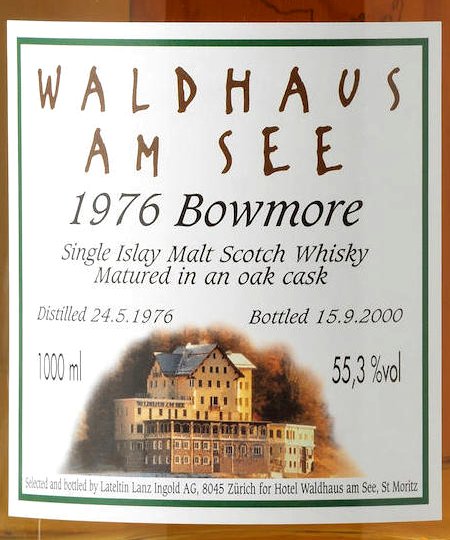 WALDHAUS
AM SEE
1976 Bowmore
Single Islay Malt Scotch Whisky
Matured in an oak cask
Distilled 24.5.1976 Bottled 15.9.2000
1000 ml 55,3 %vol
Selected and bottled by Lateltin Lanz Ingold AG, 8045 Zürich for Hotel Waldhaus am See, St Moritz